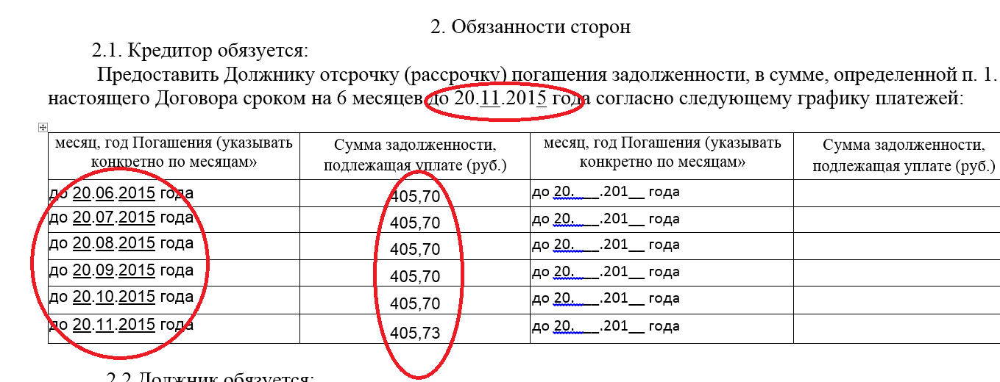 2. Обязанности сторон
2.1. Кредитор обязуется:
Предоставить Должнику отсрочку (рассрочку) погашения задолженности, в сумме, определенной п. 1.
настоящего Договора сроком на 6 месяцев до 20.11.2015 года согласно следующему графику платежей:
месяц, год Погашения (указывать
конкретно по месяцам»
Сумма задолженности,
подлежащая уплате (руб.)
месяц, год Погашения (указывать
конкретно по месяцам»
Сумма задолженности,
подлежащая уплате (руб.)
до 20.06.2015 года 405,70 до 20.___.201__ года
до 20.07.2015 года 405,70 до 20.___.201__ года
до 20.08.2015 года 405,70 до 20.___.201__ года
до 20.09.2015 года 405,70 до 20.___.201__ года
до 20.10.2015 года 405,70 до 20.___.201__ года
до 20.11.2015 года 405,73 до 20.___.201__ года
2.2 Должник обязуется: